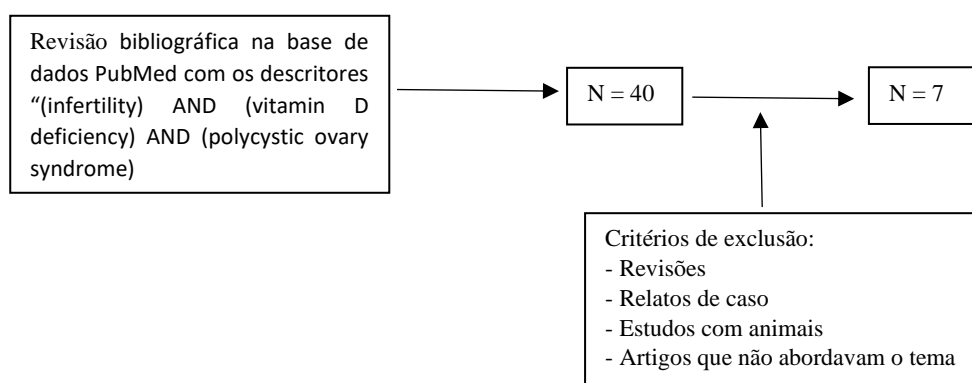 Revisão bibliográfica na base de
dados PubMed com os descritores
“(infertility) AND (vitamin D
deficiency) AND (polycystic ovary
syndrome)
N = 40
N = 7
Critérios de exclusão:
- Revisões
- Relatos de caso
- Estudos com animais
- Artigos que não abordavam o tema